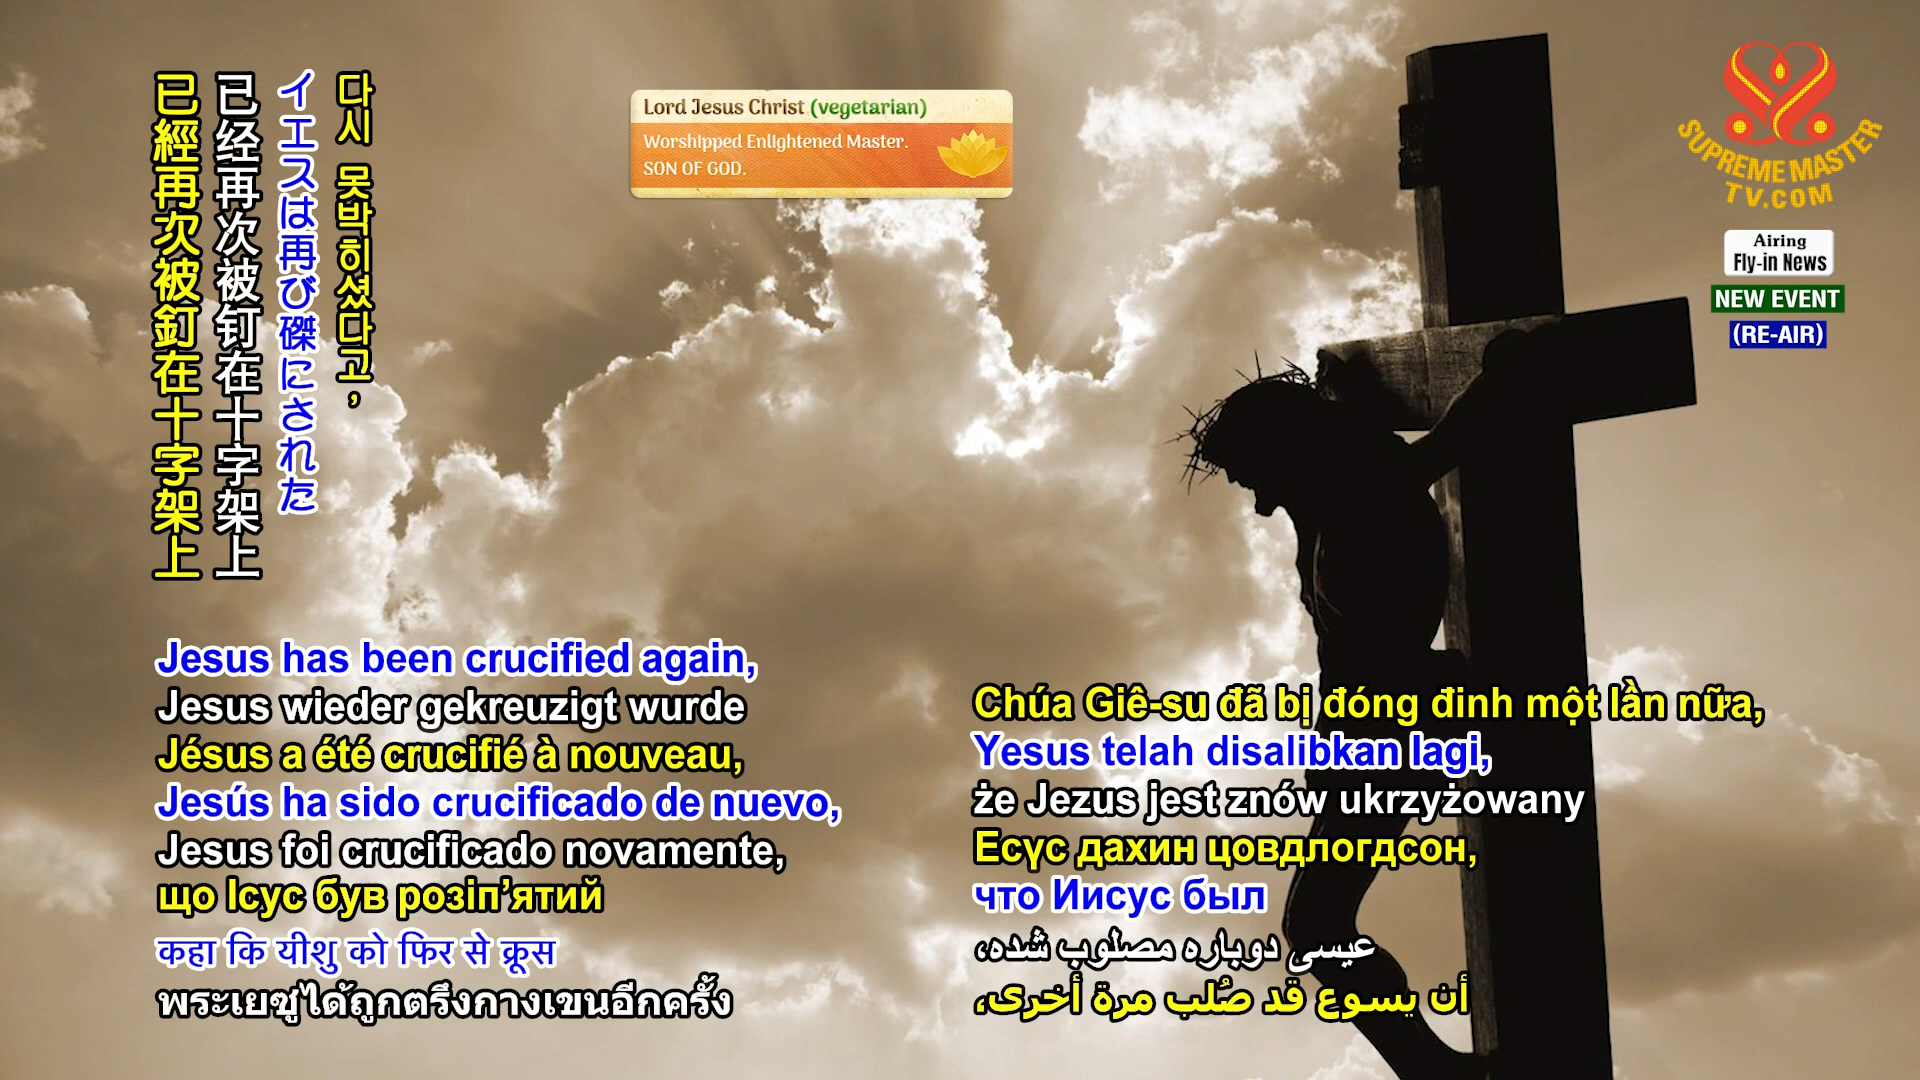 已經再次被釘在十字架上
已经再次被钉在十字架上
イエスは再び磔にされた
다시 못박히셨다고,
Lord Jesus Christ (vegetarian)
Worshipped Enlightened Master.
SON OF GOD.
SUPREME MASTER
TV.COM
Airing
Fly-in News
NEW EVENT
(RE-AIR)
Jesus has been crucified again,
Jesus wieder gekreuzigt wurde
Jésus a été crucifié à nouveau,
Jesús ha sido crucificado de nuevo,
Jesus foi crucificado novamente,
що Ісус був розіп’ятий
कहा कि यीशु को फिर से क्रूस
พระเยซูได้ถูกตรึงกางเขนอีกครั้ง
Chúa Giê-su đã bị đóng đinh một lần nữa,
Yesus telah disalibkan lagi,
że Jezus jest znów ukrzyżowany
Есүс дахин цовдлогдсон,
что Иисус был
عیسی دوباره مصلوب شده،
أن يسوع قد صُلب مرة أخرى،